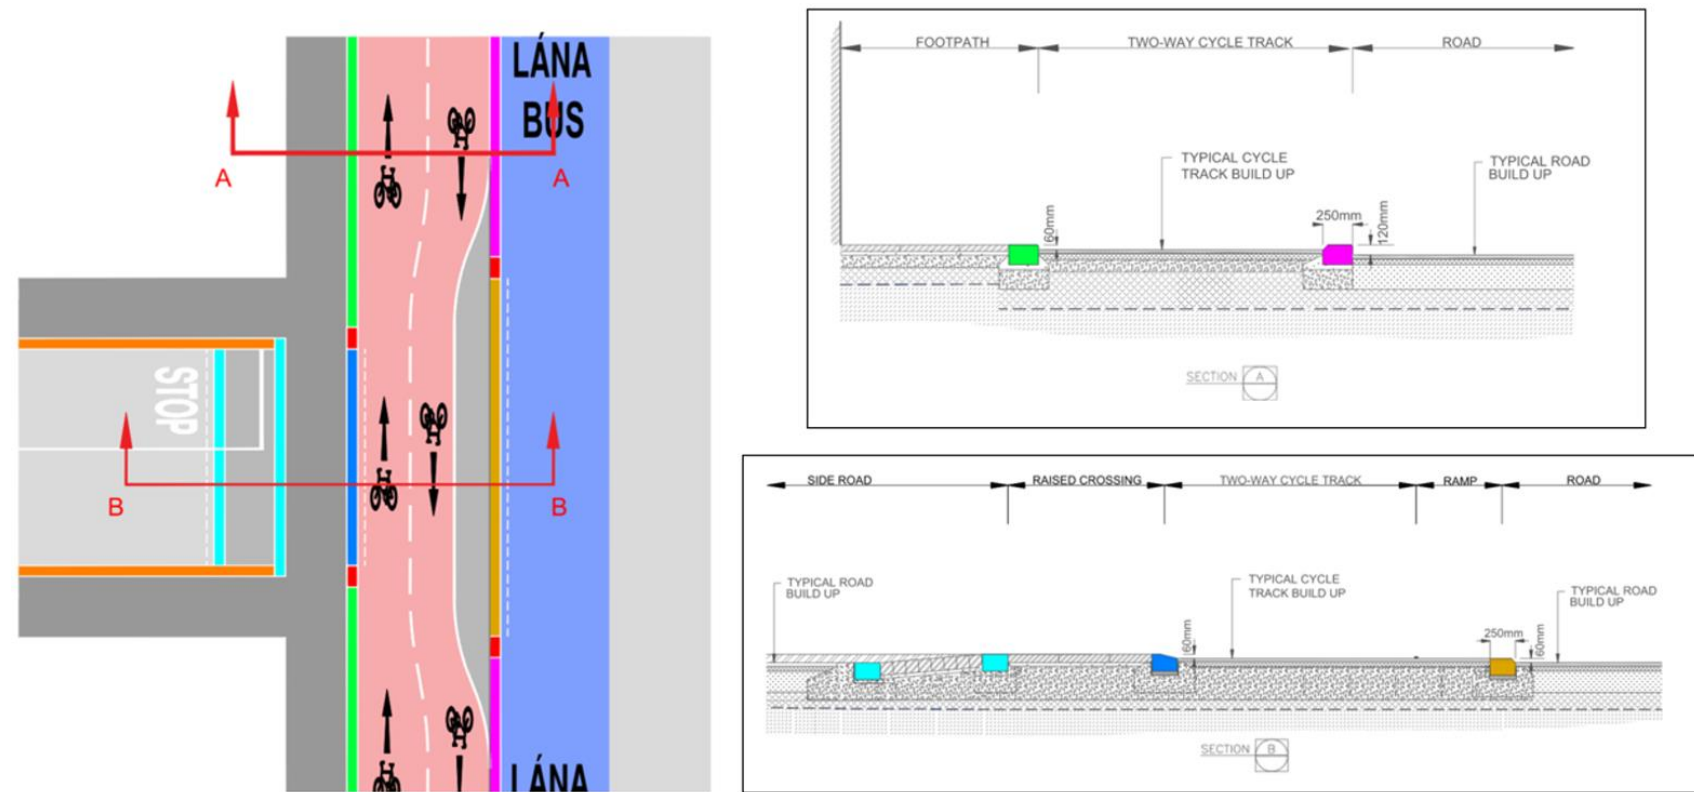 LÁNA
BUS
A
A
STOP
B
B
LÁNA
FOOTPATH
TWO-WAY CYCLE TRACK
ROAD
TYPICAL CYCLE
TRACK BUILD UP
TYPICAL ROAD
BUILD UP
60mm
250mm
120mm
SECTION A
SIDE ROAD
RAISED CROSSING
TWO-WAY CYCLE TRACK
RAMP
ROAD
TYPICAL ROAD
BUILD UP
TYPICAL CYCLE
TRACK BUILD UP
TYPICAL ROAD
BUILD UP
60mm
250mm
60mm
SECTION B